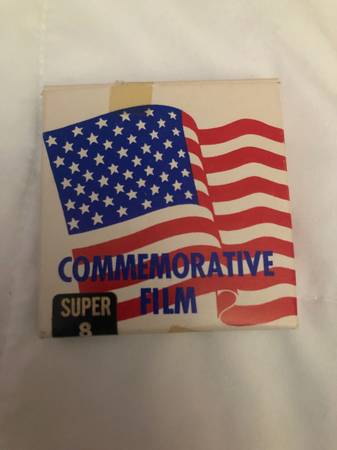 COMMEMORATIVE
FILM
SUPER
8